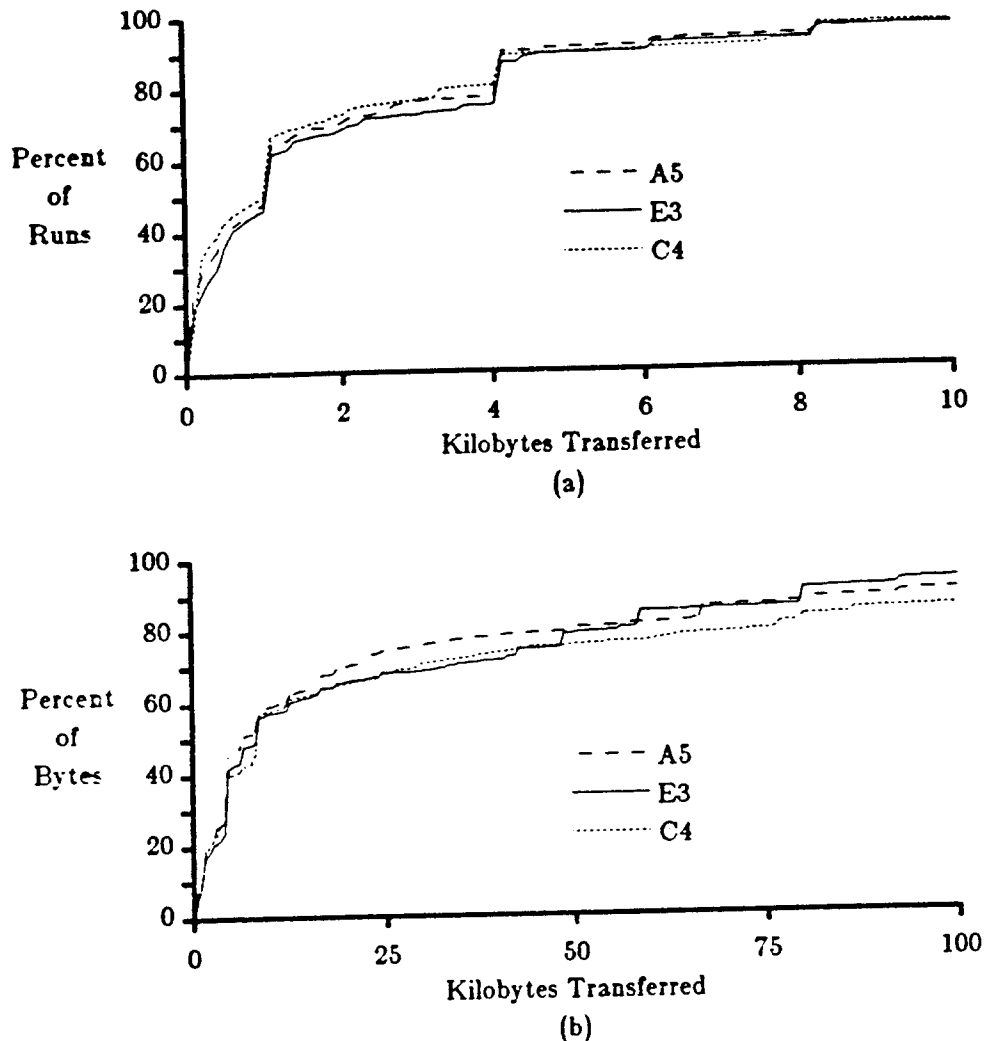 100
80
60
40
20
0
Percent
of
Runs
A5
E3
C4
0 2 4 6 8 10
Kilobytes Transferred
(a)
100
80
60
40
20
0
Percent
of
Bytes
A5
E3
C4
0 25 50 75 100
Kilobytes Transferred
(b)